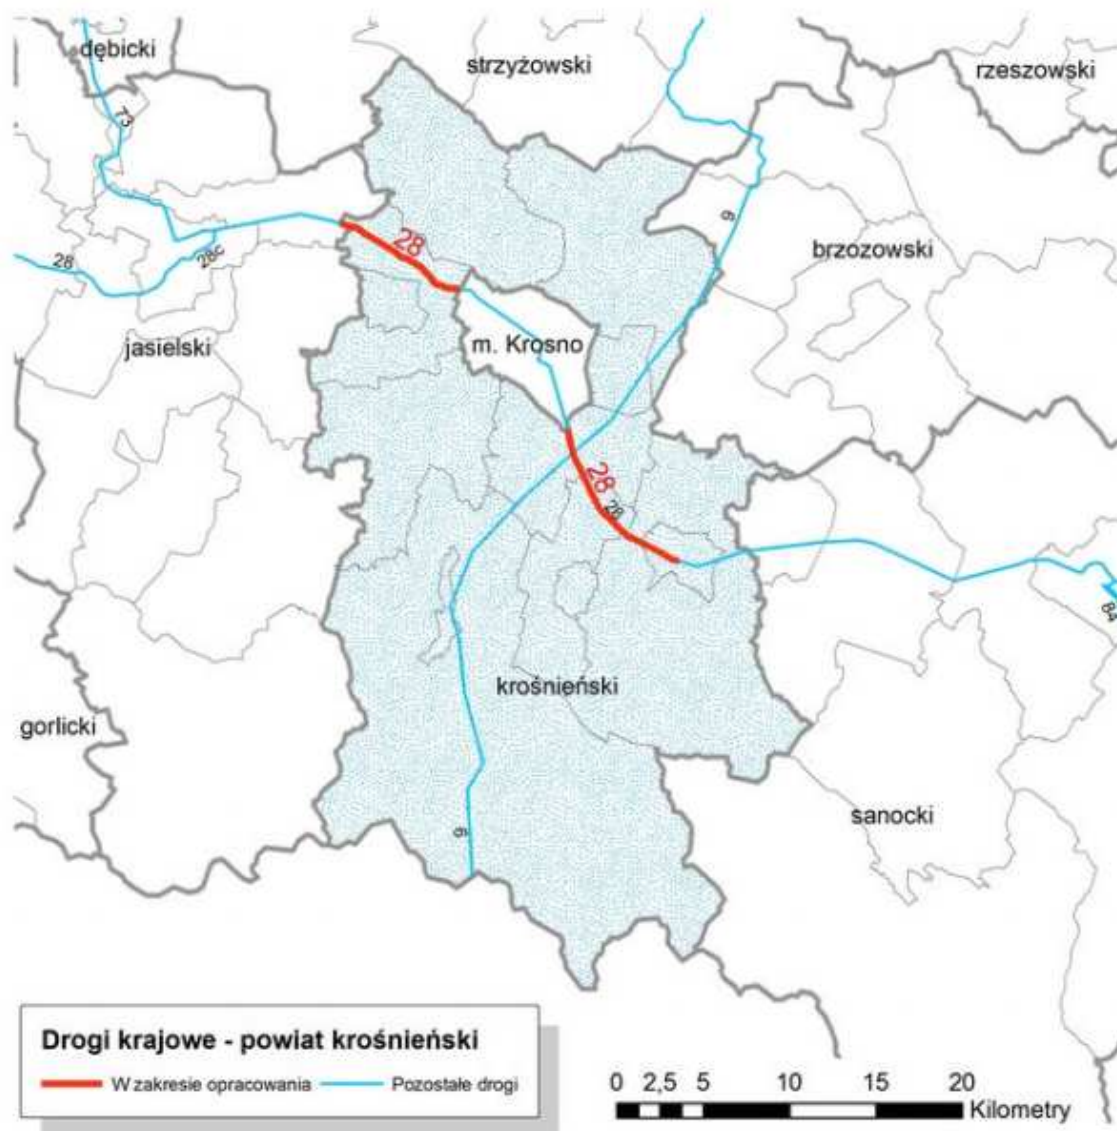 dębicki
strzyżowski
rzeszowski
73
9
28
brzozowski
28
28c
jasielski
m. Krosno
28
28
84
krośnieński
gorlicki
sanocki
9
Drogi krajowe - powiat krośnieński
W zakresie opracowania
Pozostałe drogi
0 2,5 5 10 15 20
Kilometry